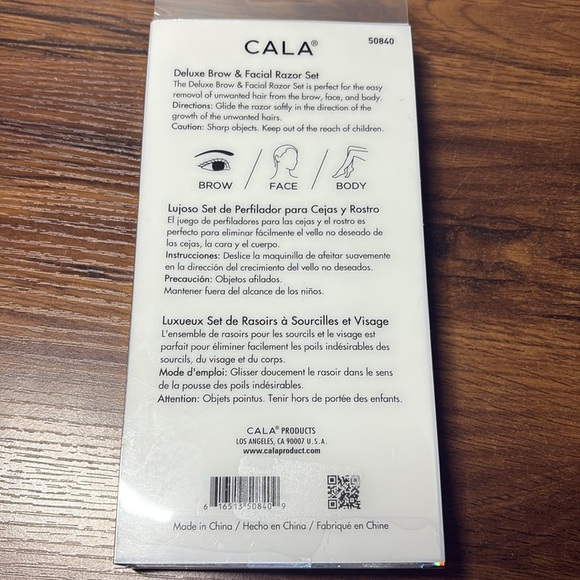 CALA®
50840
Deluxe Brow & Facial Razor Set
The Deluxe Brow & Facial Razor Set is perfect for the easy
removal of unwanted hair from the brow, face, and body.
Directions: Glide the razor softly in the direction of the
growth of the unwanted hairs.
Caution: Sharp objects. Keep out of the reach of children.
BROW / FACE / BODY
Lujoso Set de Perfilador para Cejas y Rostro
El juego de perfiladores para las cejas y el rostro es
perfecto para eliminar fácilmente el vello no deseado de
las cejas, la cara y el cuerpo.
Instrucciones: Deslice la maquinilla de afeitar suavemente
en la dirección del crecimiento del vello no deseados.
Precaución: Objetos afilados.
Mantener fuera del alcance de los niños.
Luxueux Set de Rasoirs à Sourcilles et Visage
L'ensemble de rasoirs pour les sourcils et le visage est
parfait pour éliminer facilement les poils indésirables des
sourcils, du visage et du corps.
Mode d'emploi: Glisser doucement le rasoir dans le sens
de la pousse des poils indésirables.
Attention: Objets pointus. Tenir hors de portée des enfants.
CALA® PRODUCTS
LOS ANGELES, CA 90007 U.S.A.
www.calaproduct.com
6 16513 50840 9
Made in China / Hecho en China / Fabriqué en Chine